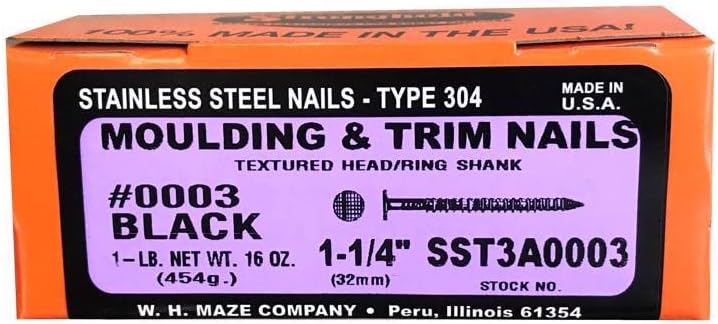 Stronghold
100% MADE IN THE USA!
STAINLESS STEEL NAILS - TYPE 304
MADE IN
U.S.A.
MOULDING & TRIM NAILS
TEXTURED HEAD/RING SHANK
#0003
BLACK
1-LB. NET WT. 16 OZ.
(454g.)
1-1/4"
(32mm)
SST3A0003
STOCK NO.
W. H. MAZE COMPANY • Peru, Illinois 61354